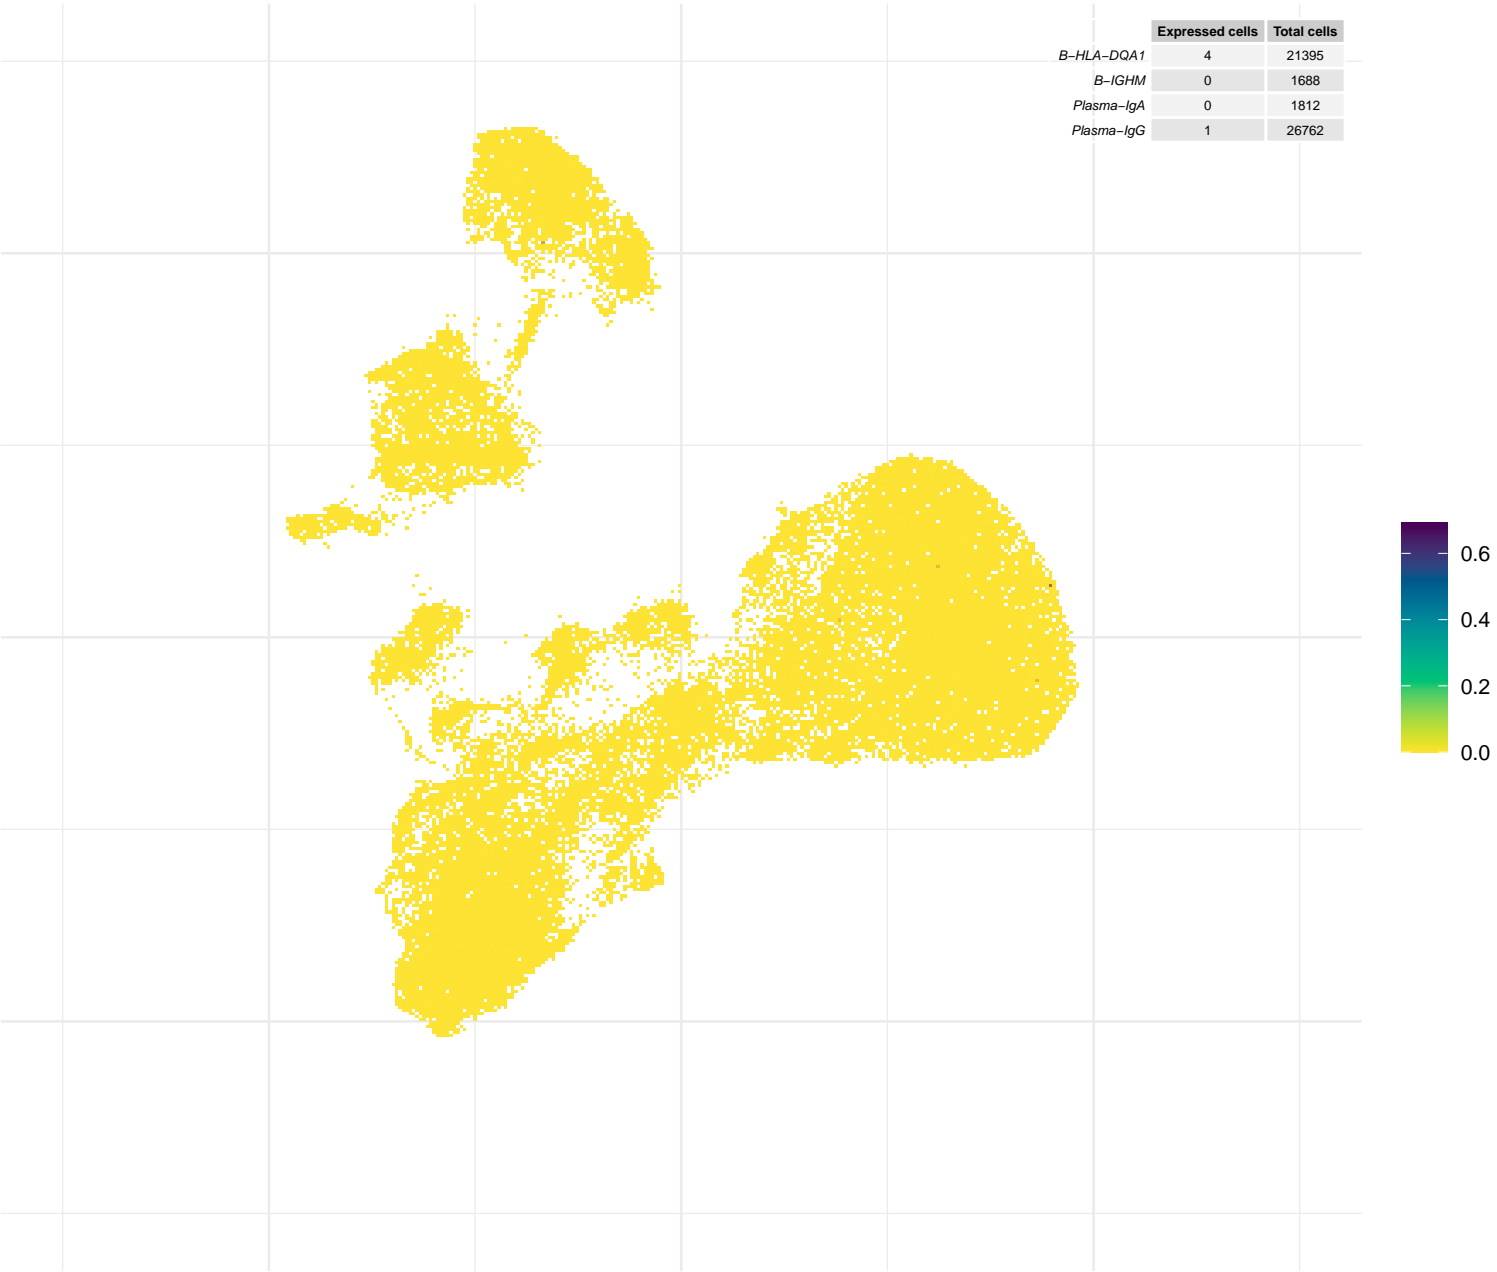 Expressed cells Total cells
B−HLA−DQA1 4 21395
B−IGHM 0 1688
Plasma−IgA 0 1812
Plasma−IgG 1 26762
0.6
0.4
0.2
0.0